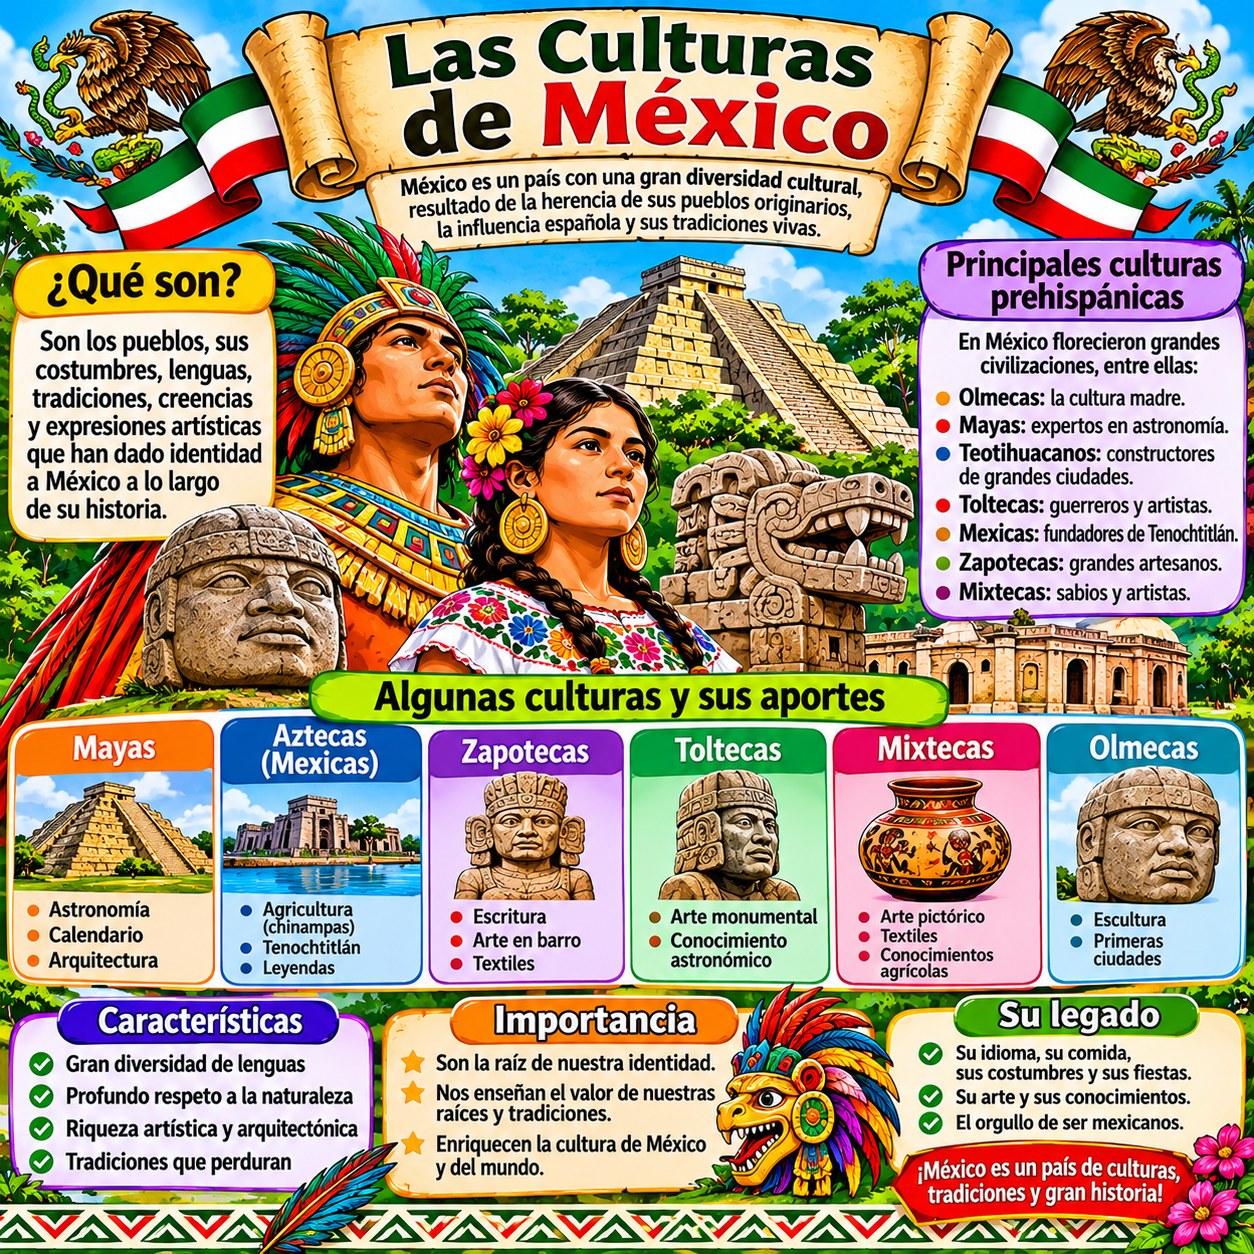 Las Culturas
de México
México es un país con una gran diversidad cultural,
resultado de la herencia de sus pueblos originarios,
la influencia española y sus tradiciones vivas.
¿Qué son?
Son los pueblos, sus
costumbres, lenguas,
tradiciones, creencias
y expresiones artísticas
que han dado identidad
a México a lo largo
de su historia.
Principales culturas
prehispánicas
En México florecieron grandes
civilizaciones, entre ellas:
Olmecas: la cultura madre.
Mayas: expertos en astronomía.
Teotihuacanos: constructores
de grandes ciudades.
Toltecas: guerreros y artistas.
Mexicas: fundadores de Tenochtitlán.
Zapotecas: grandes artesanos.
Mixtecas: sabios y artistas.
Algunas culturas y sus aportes
Mayas
Astronomía
Calendario
Arquitectura
Aztecas
(Mexicas)
Agricultura
(chinampas)
Tenochtitlán
Leyendas
Zapotecas
Escritura
Arte en barro
Textiles
Toltecas
Arte monumental
Conocimiento
astronómico
Mixtecas
Arte pictórico
Textiles
Conocimientos
agrícolas
Olmecas
Escultura
Primeras
ciudades
Características
Gran diversidad de lenguas
Profundo respeto a la naturaleza
Riqueza artística y arquitectónica
Tradiciones que perduran
Importancia
Son la raíz de nuestra identidad.
Nos enseñan el valor de nuestras
raíces y tradiciones.
Enriquecen la cultura de México
y del mundo.
Su legado
Su idioma, su comida,
sus costumbres y sus fiestas.
Su arte y sus conocimientos.
El orgullo de ser mexicanos.
¡México es un país de culturas,
tradiciones y gran historia!